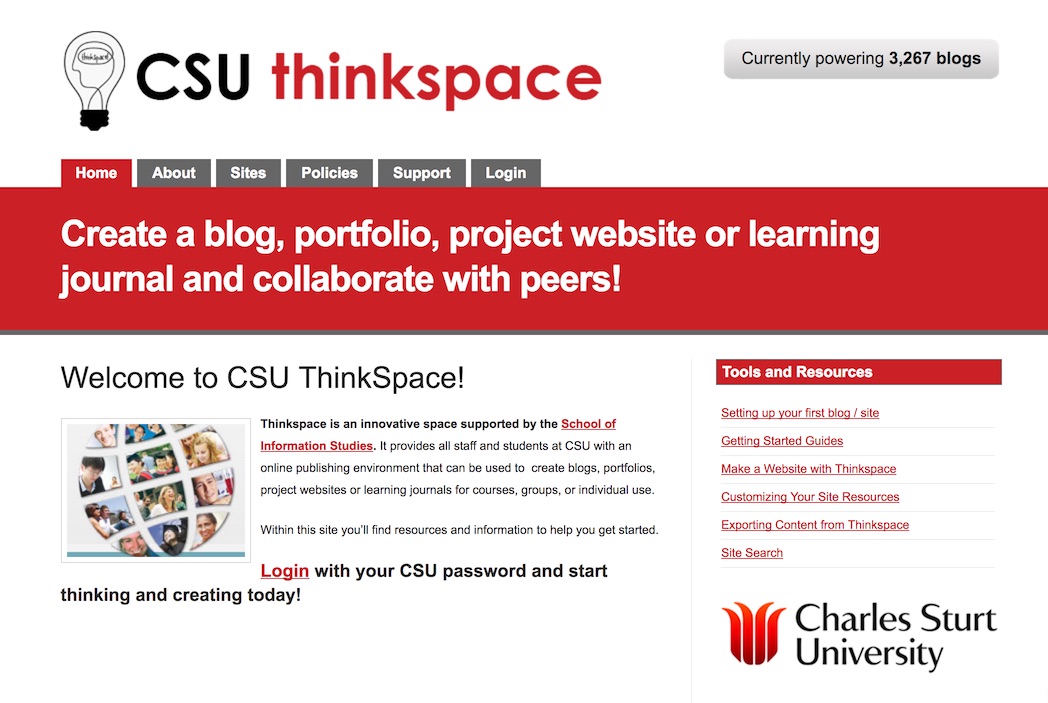 thinkspace!
CSU thinkspace
Currently powering 3,267 blogs
Home
About
Sites
Policies
Support
Login
Create a blog, portfolio, project website or learning
journal and collaborate with peers!
Welcome to CSU ThinkSpace!
Thinkspace is an innovative space supported by the School of
Information Studies. It provides all staff and students at CSU with an
online publishing environment that can be used to create blogs, portfolios,
project websites or learning journals for courses, groups, or individual use.
Within this site you’ll find resources and information to help you get started.
Login with your CSU password and start
thinking and creating today!
Tools and Resources
Setting up your first blog / site
Getting Started Guides
Make a Website with Thinkspace
Customizing Your Site Resources
Exporting Content from Thinkspace
Site Search
Charles Sturt
University